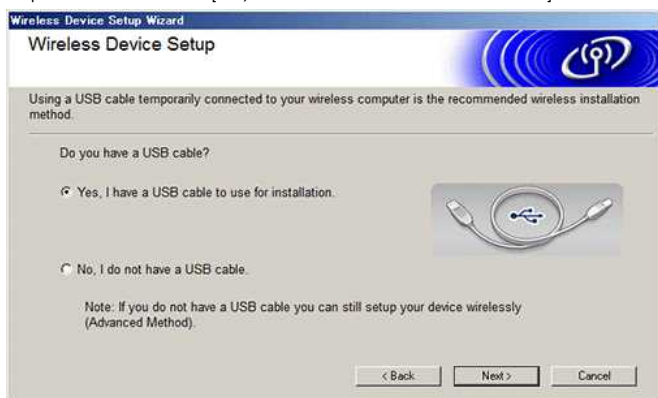 Wireless Device Setup Wizard
Wireless Device Setup
Using a USB cable temporarily connected to your wireless computer is the recommended wireless installation
method.
Do you have a USB cable?
Yes, I have a USB cable to use for installation.
No, I do not have a USB cable.
Note: If you do not have a USB cable you can still setup your device wirelessly
(Advanced Method).
< Back Next > Cancel